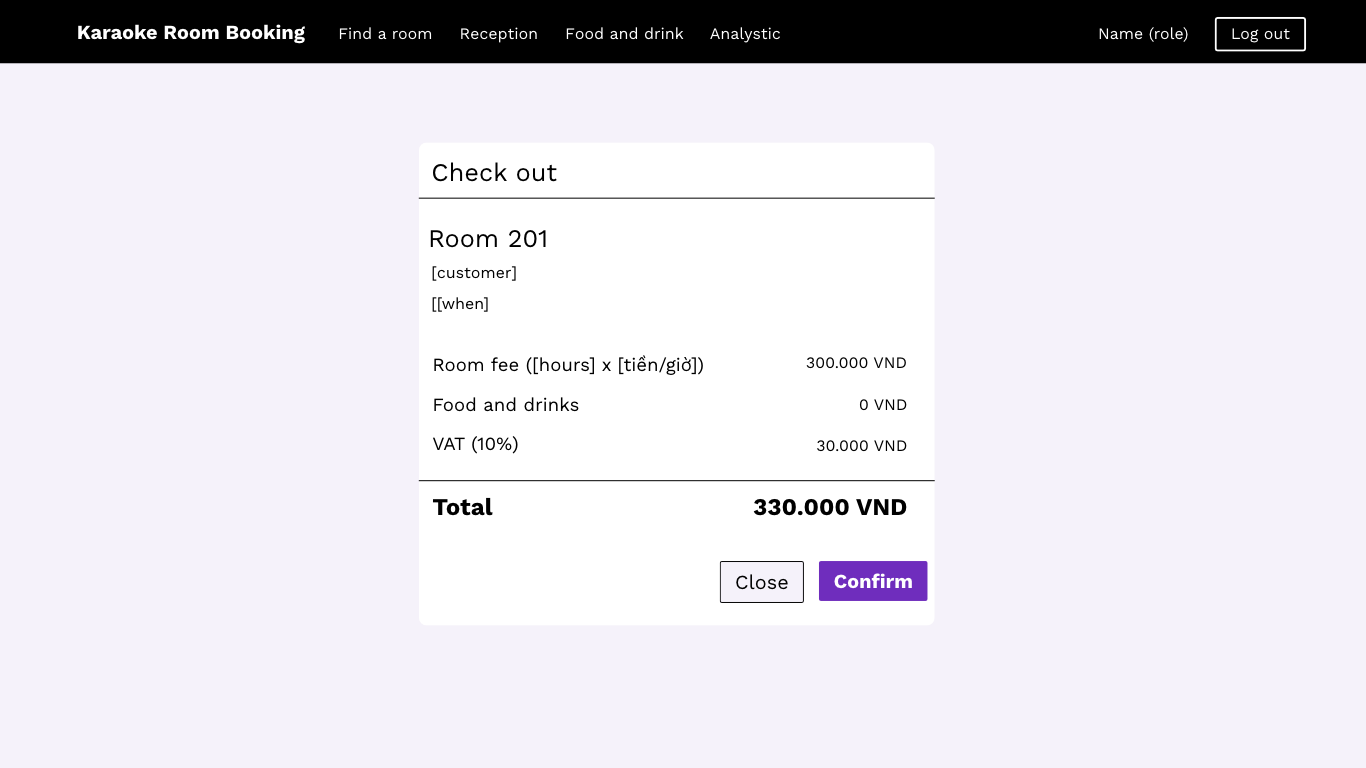 Karaoke Room Booking Find a room Reception Food and drink Analystic Name (role) Log out
Check out
Room 201
[customer]
[[when]
Room fee ([hours] x [tiền/giờ]) 300.000 VND
Food and drinks 0 VND
VAT (10%) 30.000 VND
Total 330.000 VND
Close Confirm